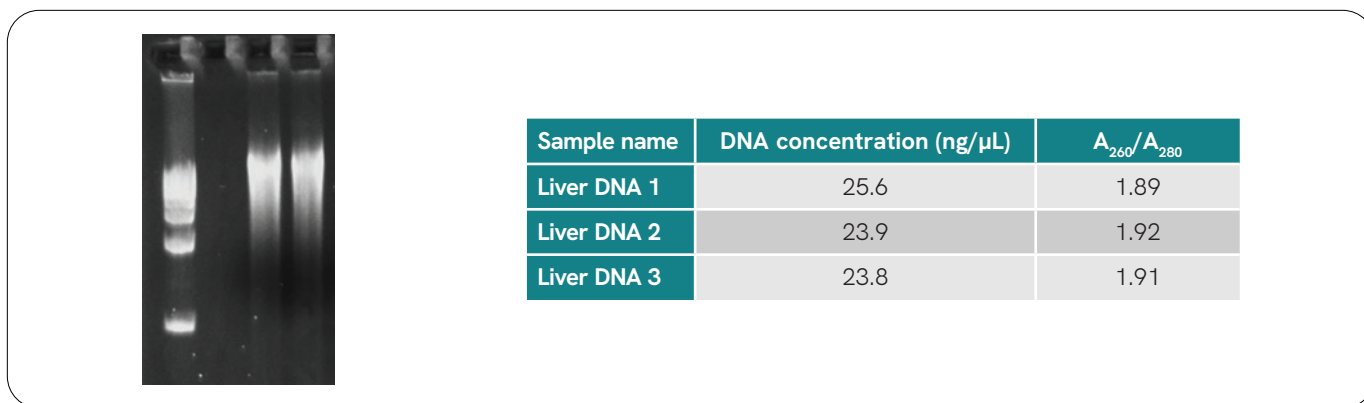 Sample name DNA concentration (ng/µL) A260/A280
Liver DNA 1 25.6 1.89
Liver DNA 2 23.9 1.92
Liver DNA 3 23.8 1.91